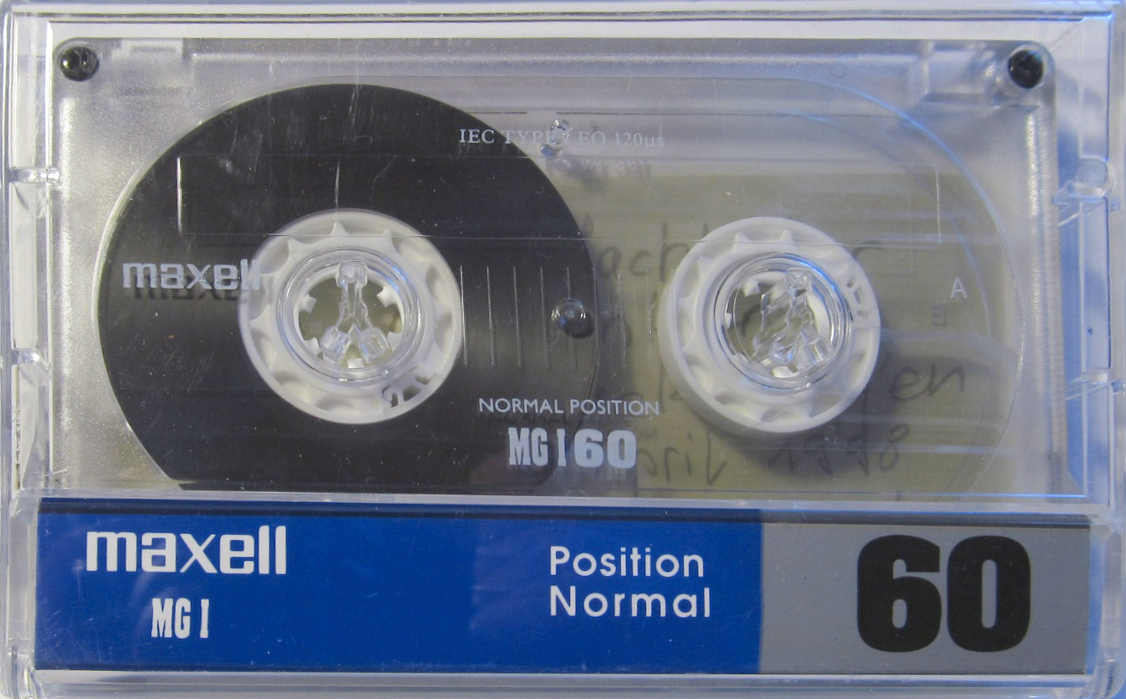 IEC TYPE I EQ 120µs
maxell
A
NORMAL POSITION
MG I 60
maxell
MG I
Position
Normal
60